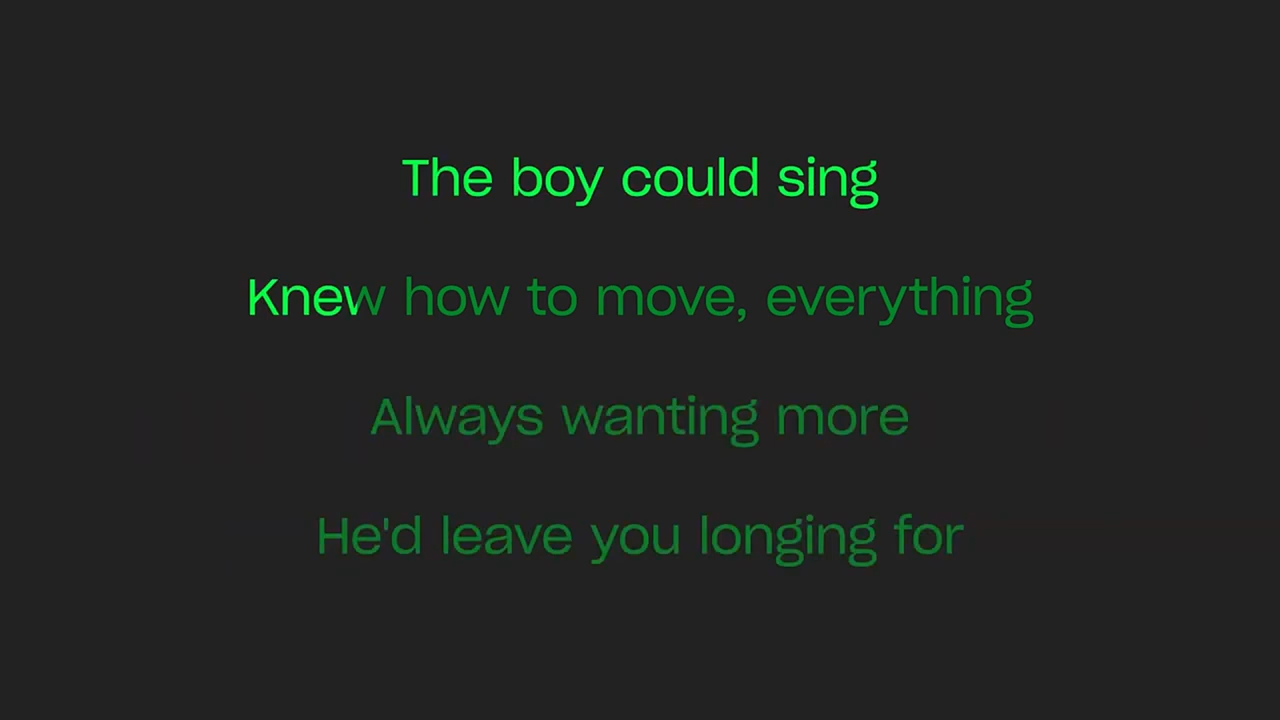 The boy could sing
Knew how to move, everything
Always wanting more
He'd leave you longing for